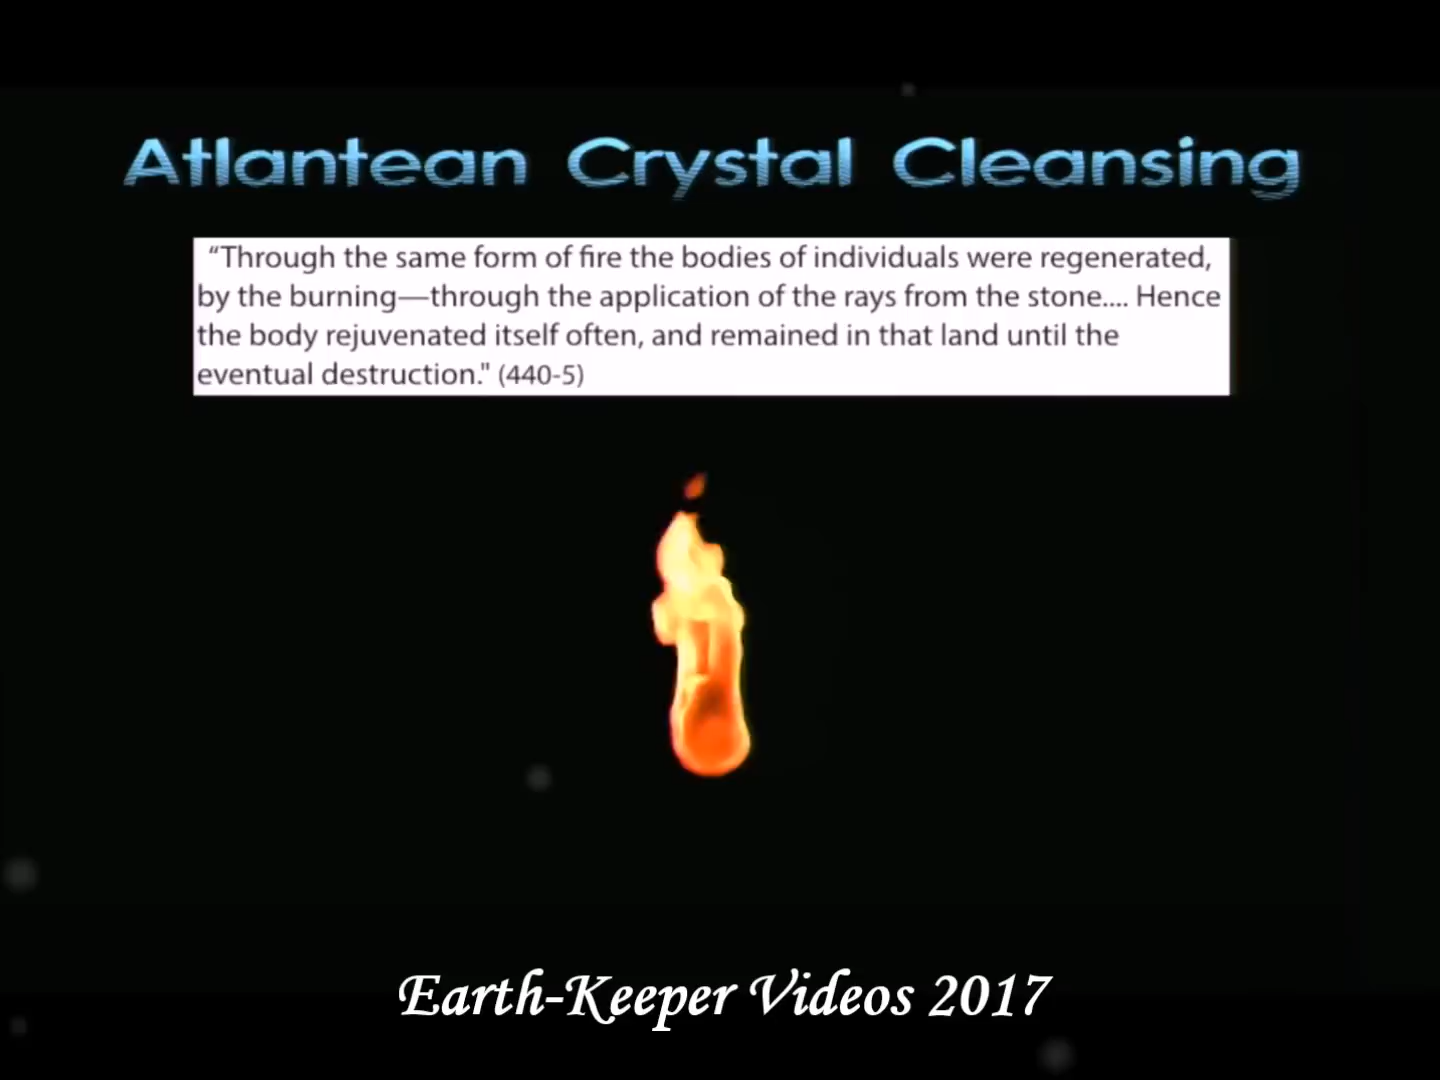 Atlantean Crystal Cleansing
“Through the same form of fire the bodies of individuals were regenerated,
by the burning—through the application of the rays from the stone.... Hence
the body rejuvenated itself often, and remained in that land until the
eventual destruction." (440-5)
Earth-Keeper Videos 2017